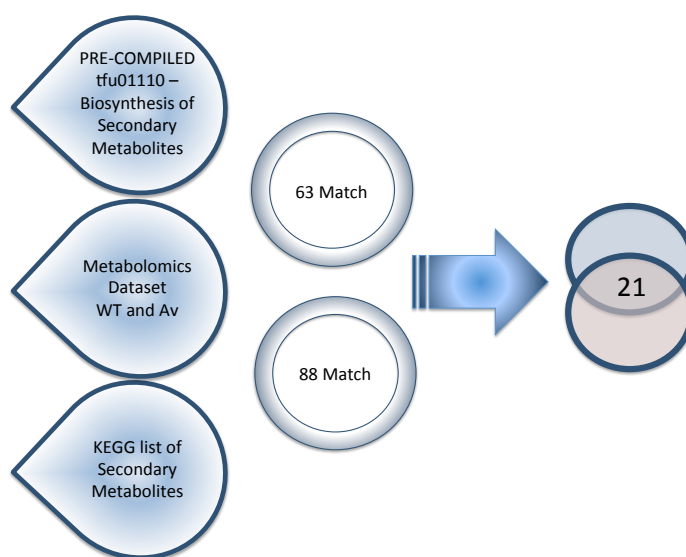 PRE-COMPILED
tfu01110 –
Biosynthesis of
Secondary
Metabolites
63 Match
Metabolomics
Dataset
WT and Av
21
88 Match
KEGG list of
Secondary
Metabolites